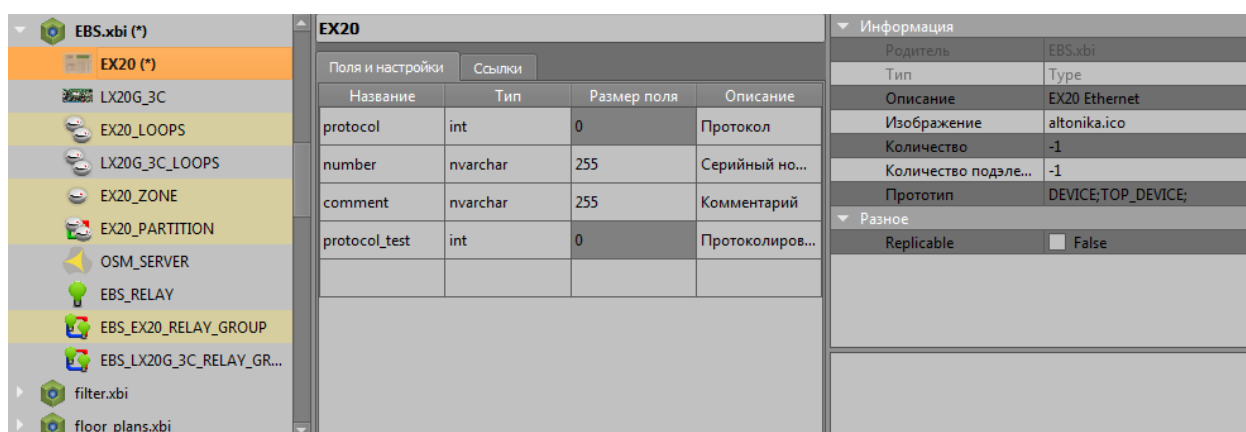 EBS.xbi (*)
EX20 (*)
LX20G_3C
EX20_LOOPS
LX20G_3C_LOOPS
EX20_ZONE
EX20_PARTITION
OSM_SERVER
EBS_RELAY
EBS_EX20_RELAY_GROUP
EBS_LX20G_3C_RELAY_GR...
filter.xbi
floor_plans.xbi
EX20
Поля и настройки Ссылки
Название Тип Размер поля Описание
protocol int 0 Протокол
number nvarchar 255 Серийный но...
comment nvarchar 255 Комментарий
protocol_test int 0 Протоколиров...
Информация
Родитель EBS.xbi
Тип Type
Описание EX20 Ethernet
Изображение altonika.ico
Количество -1
Количество подэле... -1
Прототип DEVICE;TOP_DEVICE;
Разное
Replicable False